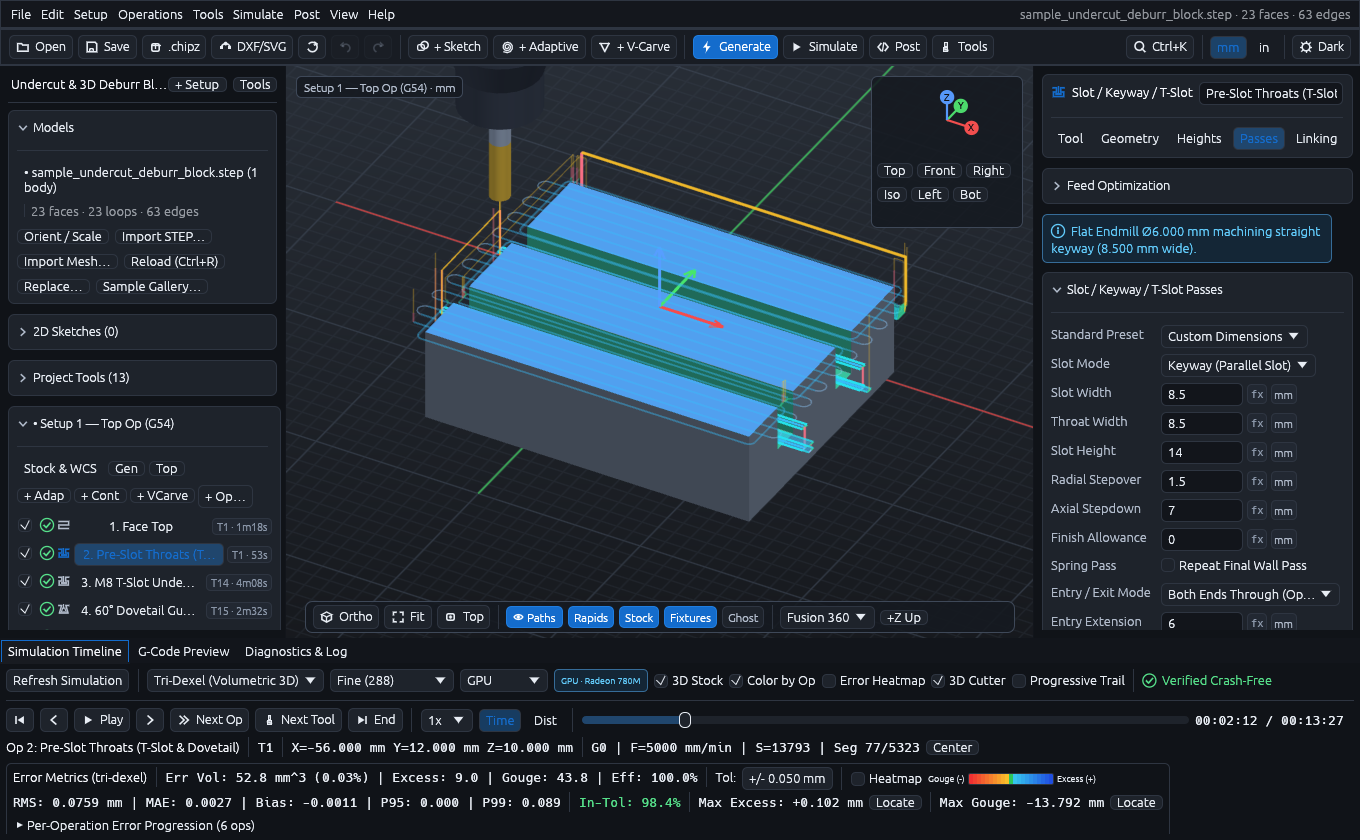 File Edit Setup Operations Tools Simulate Post View Help
sample_undercut_deburr_block.step · 23 faces · 63 edges
Open Save .chipz DXF/SVG + Sketch + Adaptive + V-Carve Generate Simulate Post Tools Ctrl+K mm in Dark
Undercut & 3D Deburr Bl... + Setup Tools
Models
• sample_undercut_deburr_block.step (1
body)
23 faces · 23 loops · 63 edges
Orient / Scale Import STEP...
Import Mesh... Reload (Ctrl+R)
Replace... Sample Gallery...
2D Sketches (0)
Project Tools (13)
• Setup 1 — Top Op (G54)
Stock & WCS Gen Top
+ Adap + Cont + VCarve + Op...
1. Face Top T1 · 1m18s
2. Pre-Slot Throats (T... T1 · 53s
3. M8 T-Slot Unde... T14 · 4m08s
4. 60° Dovetail Gu... T15 · 2m32s
Setup 1 — Top Op (G54) · mm
Z
Y
X
Top Front Right
Iso Left Bot
Ortho Fit Top Paths Rapids Stock Fixtures Ghost Fusion 360 +Z Up
Slot / Keyway / T-Slot Pre-Slot Throats (T-Slot
Tool Geometry Heights Passes Linking
Feed Optimization
Flat Endmill Ø6.000 mm machining straight
keyway (8.500 mm wide).
Slot / Keyway / T-Slot Passes
Standard Preset Custom Dimensions
Slot Mode Keyway (Parallel Slot)
Slot Width 8.5 fx mm
Throat Width 8.5 fx mm
Slot Height 14 fx mm
Radial Stepover 1.5 fx mm
Axial Stepdown 7 fx mm
Finish Allowance 0 fx mm
Spring Pass Repeat Final Wall Pass
Entry / Exit Mode Both Ends Through (Op...
Entry Extension 6 fx mm
Simulation Timeline G-Code Preview Diagnostics & Log
Refresh Simulation Tri-Dexel (Volumetric 3D) Fine (288) GPU GPU · Radeon 780M 3D Stock Color by Op Error Heatmap 3D Cutter Progressive Trail Verified Crash-Free
Play Next Op Next Tool End 1x Time Dist 00:02:12 / 00:13:27
Op 2: Pre-Slot Throats (T-Slot & Dovetail) T1 X=-56.000 mm Y=12.000 mm Z=10.000 mm G0 | F=5000 mm/min | S=13793 | Seg 77/5323 Center
Error Metrics (tri-dexel) Err Vol: 52.8 mm^3 (0.03%) | Excess: 9.0 | Gouge: 43.8 | Eff: 100.0% Tol: +/- 0.050 mm Heatmap Gouge (-) Excess (+)
RMS: 0.0759 mm | MAE: 0.0027 | Bias: -0.0011 | P95: 0.000 | P99: 0.089 In-Tol: 98.4% Max Excess: +0.102 mm Locate Max Gouge: -13.792 mm Locate
Per-Operation Error Progression (6 ops)